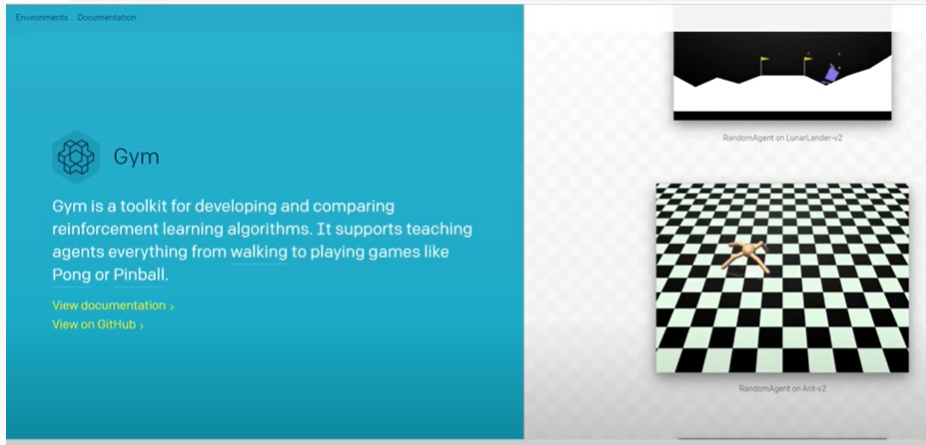 Environments Documentation
Gym
Gym is a toolkit for developing and comparing
reinforcement learning algorithms. It supports teaching
agents everything from walking to playing games like
Pong or Pinball.
View documentation ›
View on GitHub ›
RandomAgent on LunarLander-v2
RandomAgent on Ant-v2